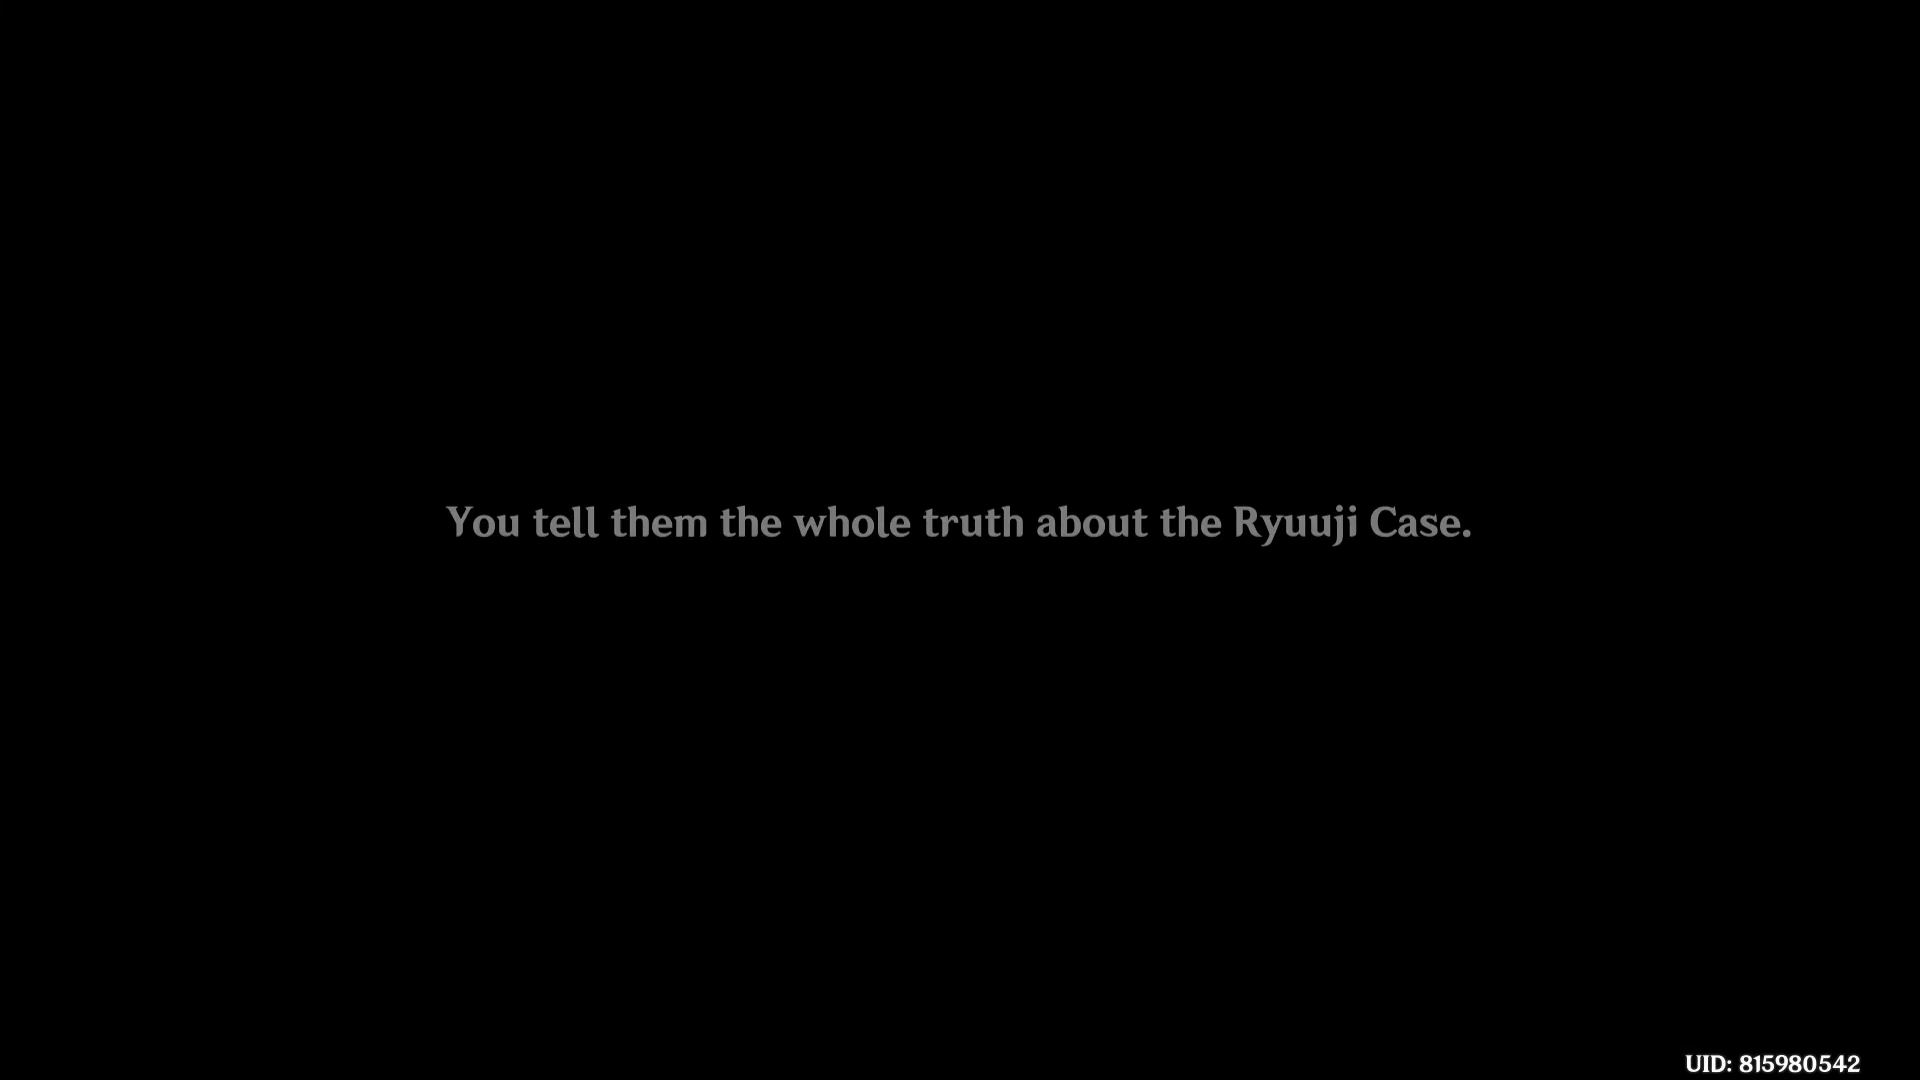 You tell them the whole truth about the Ryuuji Case.
UID: 815980542